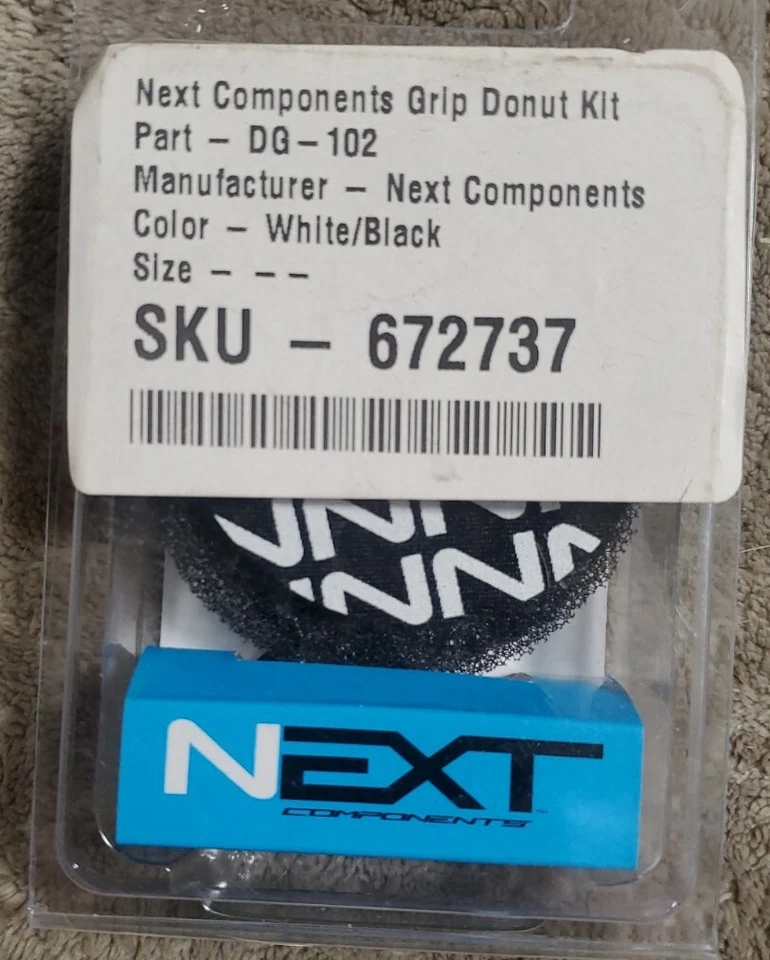 Next Components Grip Donut Kit
Part - DG-102
Manufacturer - Next Components
Color - White/Black
Size - --
SKU - 672737
NEXT
COMPONENTS